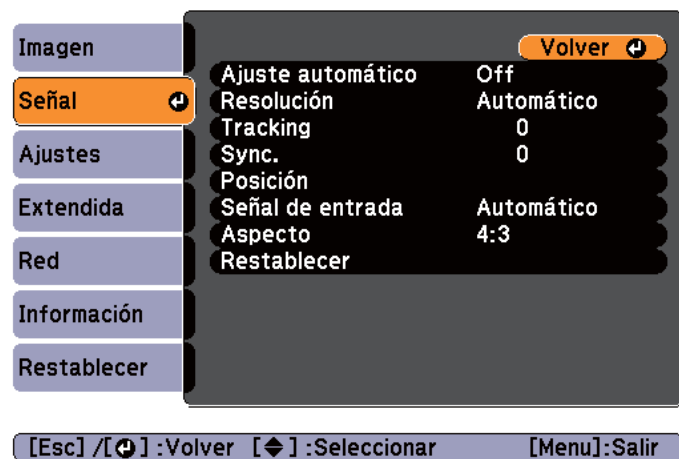 Imagen
Señal
Ajustes
Extendida
Red
Información
Restablecer
Volver
Ajuste automático Off
Resolución Automático
Tracking 0
Sync. 0
Posición
Señal de entrada Automático
Aspecto 4:3
Restablecer
[Esc] /[ ] :Volver [ ] :Seleccionar [Menu]:Salir